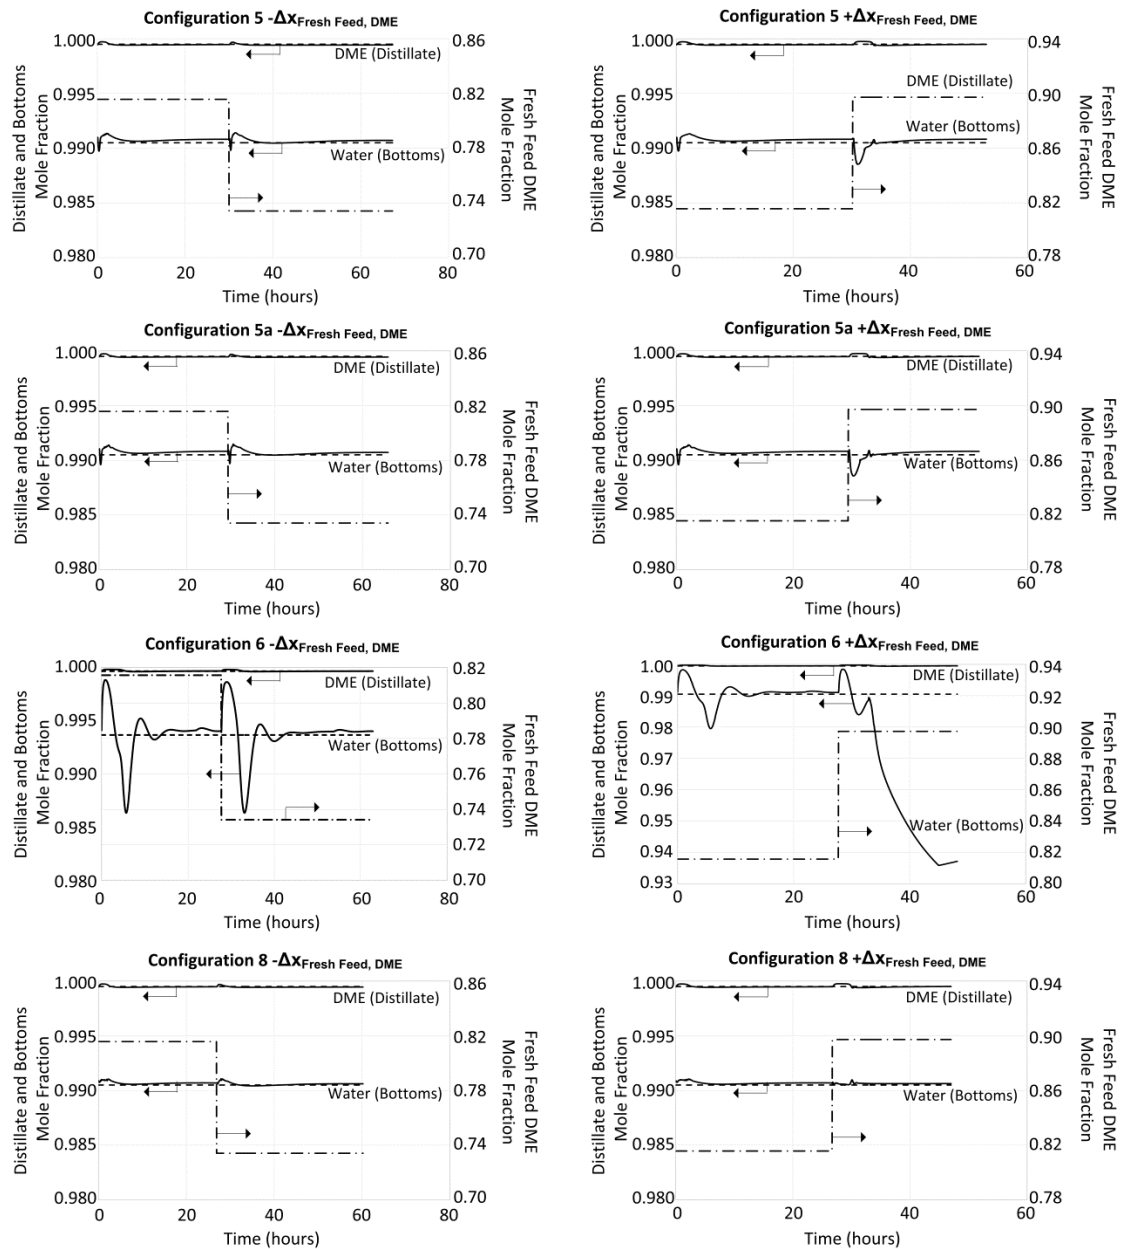 Configuration 5 -Δx Fresh Feed, DME
Distillate and Bottoms
Mole Fraction
1.000
0.995
0.990
0.985
0.980
DME (Distillate)
Water (Bottoms)
0.86
0.82
0.78
0.74
0.70
Fresh Feed DME
Mole Fraction
0
20
40
60
80
Time (hours)
Configuration 5 +Δx Fresh Feed, DME
Distillate and Bottoms
Mole Fraction
1.000
0.995
0.990
0.985
0.980
DME (Distillate)
Water (Bottoms)
0.94
0.90
0.86
0.82
0.78
Fresh Feed DME
Mole Fraction
0
20
40
60
Time (hours)
Configuration 5a -Δx Fresh Feed, DME
Distillate and Bottoms
Mole Fraction
1.000
0.995
0.990
0.985
0.980
DME (Distillate)
Water (Bottoms)
0.86
0.82
0.78
0.74
0.70
Fresh Feed DME
Mole Fraction
0
20
40
60
80
Time (hours)
Configuration 5a +Δx Fresh Feed, DME
Distillate and Bottoms
Mole Fraction
1.000
0.995
0.990
0.985
0.980
DME (Distillate)
Water (Bottoms)
0.94
0.90
0.86
0.82
0.78
Fresh Feed DME
Mole Fraction
0
20
40
60
Time (hours)
Configuration 6 -Δx Fresh Feed, DME
Distillate and Bottoms
Mole Fraction
1.000
0.995
0.990
0.985
0.980
DME (Distillate)
Water (Bottoms)
0.82
0.80
0.78
0.76
0.74
0.72
0.70
Fresh Feed DME
Mole Fraction
0
20
40
60
80
Time (hours)
Configuration 6 +Δx Fresh Feed, DME
Distillate and Bottoms
Mole Fraction
1.00
0.99
0.98
0.97
0.96
0.95
0.94
0.93
DME (Distillate)
Water (Bottoms)
0.94
0.92
0.90
0.88
0.86
0.84
0.82
0.80
Fresh Feed DME
Mole Fraction
0
20
40
60
Time (hours)
Configuration 8 -Δx Fresh Feed, DME
Distillate and Bottoms
Mole Fraction
1.000
0.995
0.990
0.985
0.980
DME (Distillate)
Water (Bottoms)
0.86
0.82
0.78
0.74
0.70
Fresh Feed DME
Mole Fraction
0
20
40
60
80
Time (hours)
Configuration 8 +Δx Fresh Feed, DME
Distillate and Bottoms
Mole Fraction
1.000
0.995
0.990
0.985
0.980
DME (Distillate)
Water (Bottoms)
0.94
0.90
0.86
0.82
0.78
Fresh Feed DME
Mole Fraction
0
20
40
60
Time (hours)